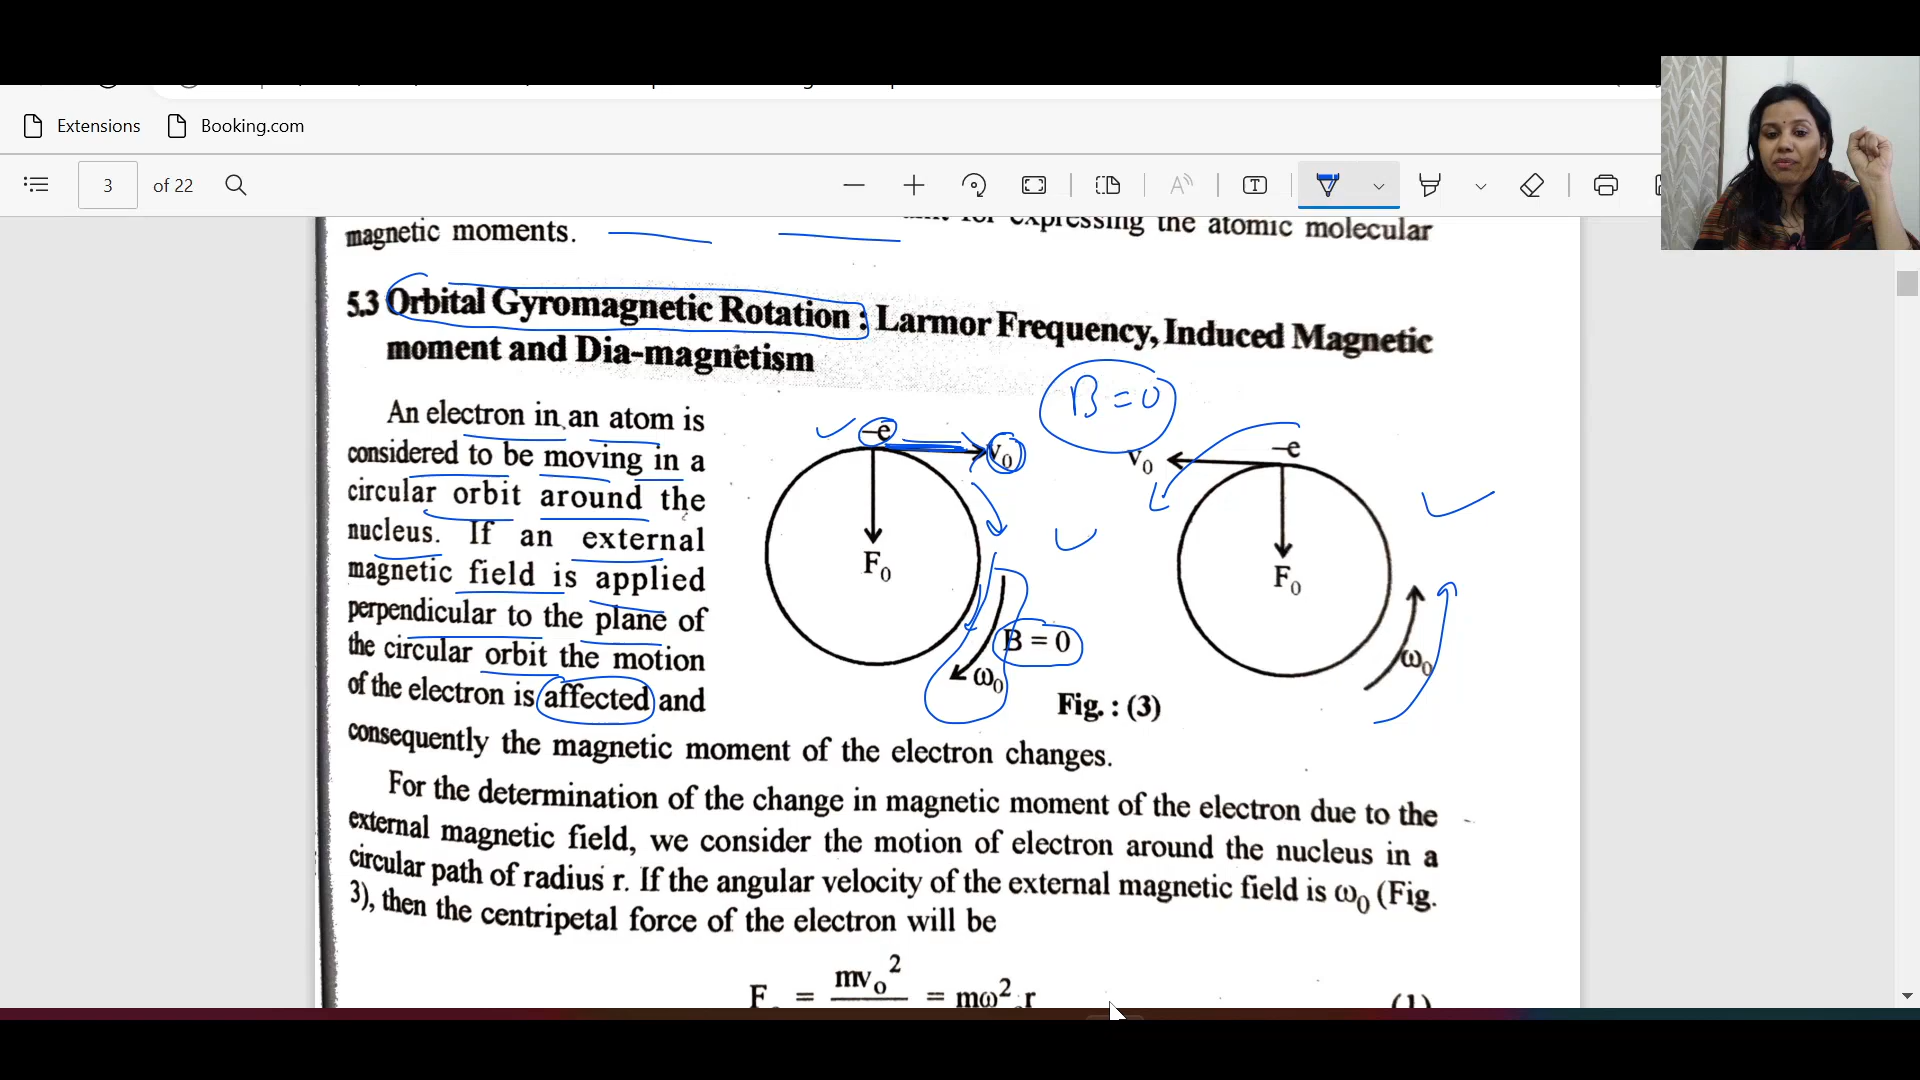 Extensions
Booking.com
3
of 22
for expressing the atomic molecular
magnetic moments.
5.3 Orbital Gyromagnetic Rotation : Larmor Frequency, Induced Magnetic
moment and Dia-magnetism
B = 0
An electron in an atom is
considered to be moving in a
circular orbit around the
nucleus. If an external
magnetic field is applied
perpendicular to the plane of
the circular orbit the motion
of the electron is affected and
consequently the magnetic moment of the electron changes.
–e
v₀
F₀
B = 0
ω₀
–e
v₀
F₀
ω₀
Fig. : (3)
For the determination of the change in magnetic moment of the electron due to the
external magnetic field, we consider the motion of electron around the nucleus in a
circular path of radius r. If the angular velocity of the external magnetic field is ω₀ (Fig.
3), then the centripetal force of the electron will be
F = mv₀² = mω² r (1)